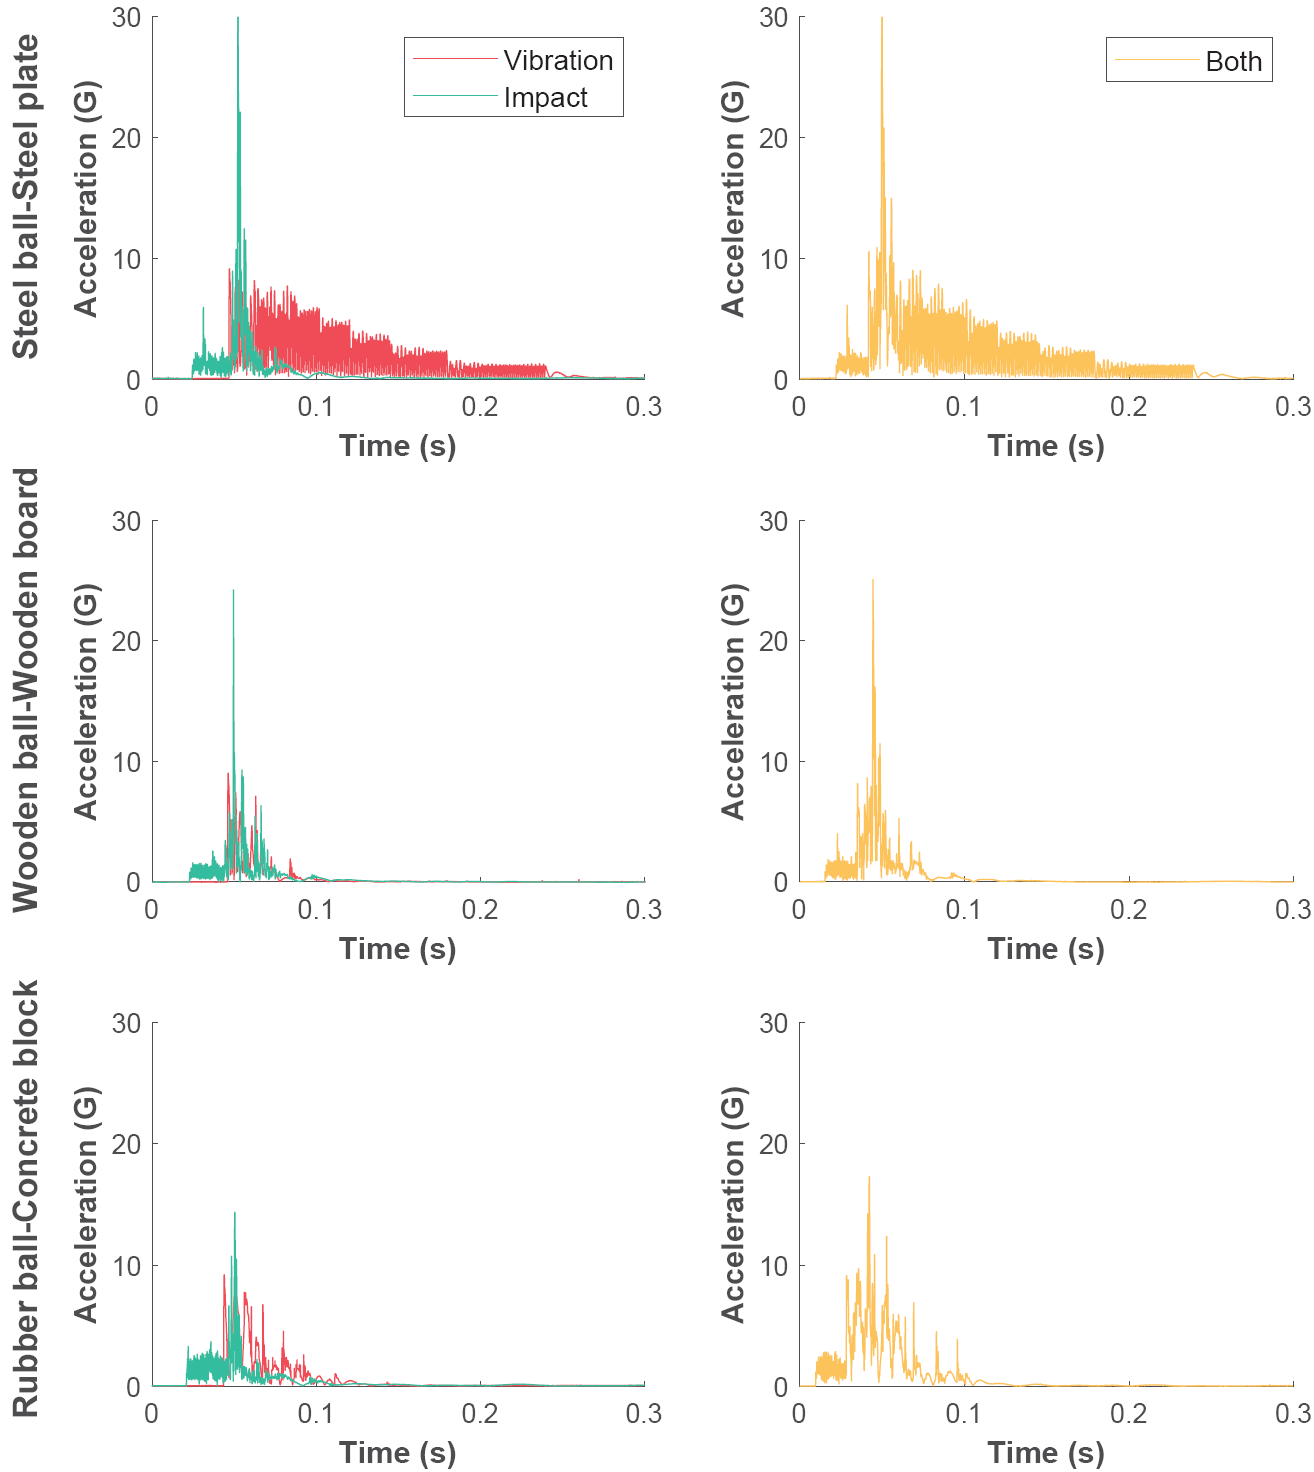 Steel ball-Steel plate
Acceleration (G)
30
20
10
0
0 0.1 0.2 0.3
Time (s)
Vibration
Impact
Acceleration (G)
30
20
10
0
0 0.1 0.2 0.3
Time (s)
Both
Wooden ball-Wooden board
Acceleration (G)
30
20
10
0
0 0.1 0.2 0.3
Time (s)
Acceleration (G)
30
20
10
0
0 0.1 0.2 0.3
Time (s)
Rubber ball-Concrete block
Acceleration (G)
30
20
10
0
0 0.1 0.2 0.3
Time (s)
Acceleration (G)
30
20
10
0
0 0.1 0.2 0.3
Time (s)